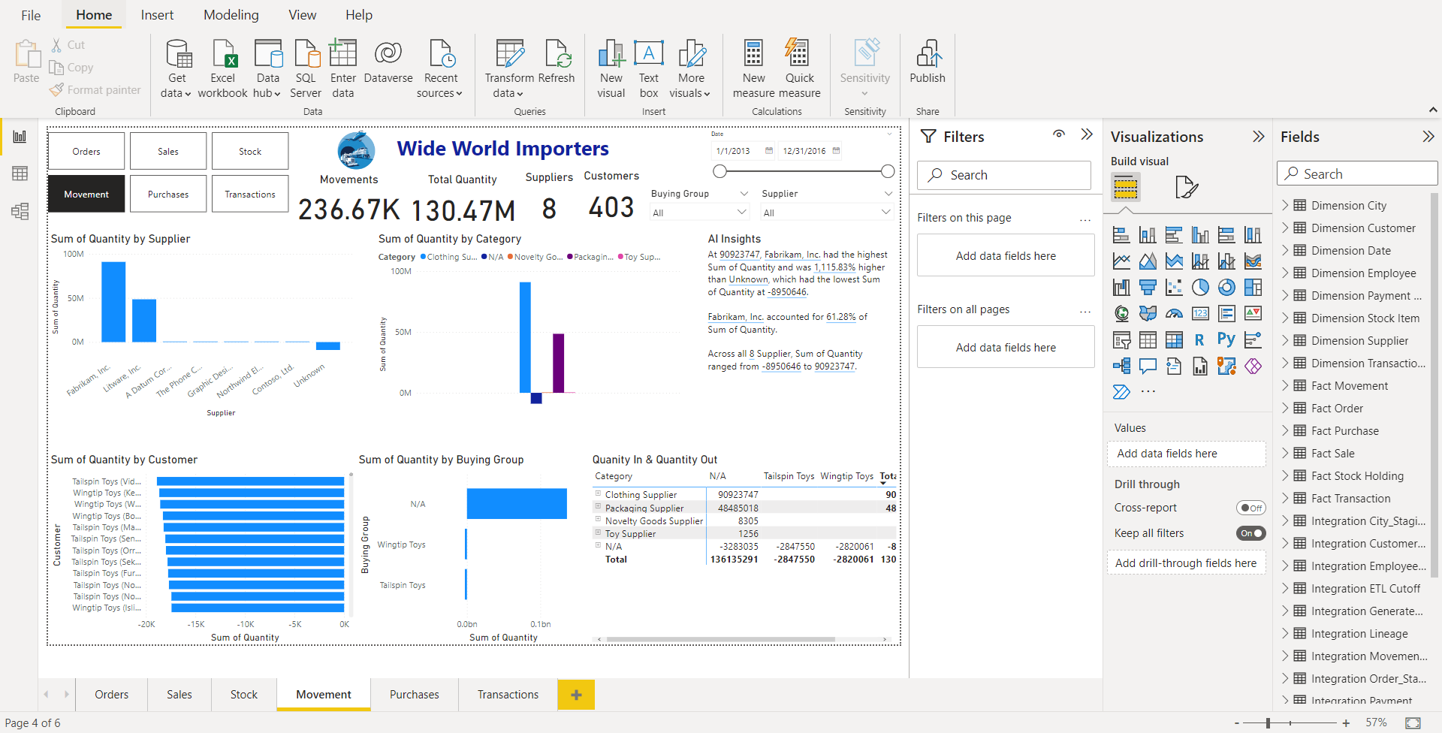 File
Home
Insert
Modeling
View
Help
Paste
Cut
Copy
Format painter
Clipboard
Get data
Excel workbook
Data hub
SQL Server
Enter data
Dataverse
Recent sources
Data
Transform data
Refresh
Queries
New visual
Text box
More visuals
Insert
New measure
Quick measure
Calculations
Sensitivity
Sensitivity
Publish
Share
Orders
Sales
Stock
Movement
Purchases
Transactions
Wide World Importers
Movements
236.67K
Total Quantity
130.47M
Suppliers
8
Customers
403
Date
1/1/2013
12/31/2016
Buying Group
All
Supplier
All
Sum of Quantity by Supplier
Sum of Quantity
100M
50M
0M
Fabrikam, Inc.
Litware, Inc.
A Datum Cor...
The Phone C...
Graphic Desi...
Northwind El...
Contoso, Ltd.
Unknown
Supplier
Sum of Quantity by Category
Category
Clothing Su...
N/A
Novelty Go...
Packagin...
Toy Sup...
Sum of Quantity
100M
50M
0M
AI Insights
At 90923747, Fabrikam, Inc. had the highest
Sum of Quantity and was 1,115.83% higher
than Unknown, which had the lowest Sum
of Quantity at -8950646.
Fabrikam, Inc. accounted for 61.28% of
Sum of Quantity.
Across all 8 Supplier, Sum of Quantity
ranged from -8950646 to 90923747.
Sum of Quantity by Customer
Customer
Tailspin Toys (Vid...
Wingtip Toys (Ke...
Wingtip Toys (W...
Wingtip Toys (Bo...
Tailspin Toys (Ma...
Tailspin Toys (Sen...
Tailspin Toys (Orr...
Tailspin Toys (Sek...
Tailspin Toys (Fur...
Tailspin Toys (No...
Tailspin Toys (No...
Wingtip Toys (Isli...
-20K
-15K
-10K
-5K
0K
Sum of Quantity
Sum of Quantity by Buying Group
Buying Group
N/A
Wingtip Toys
Tailspin Toys
0.0bn
0.1bn
Sum of Quantity
Quanity In & Quantity Out
Category N/A Tailspin Toys Wingtip Toys Tota
Clothing Supplier 90923747 90
Packaging Supplier 48485018 48
Novelty Goods Supplier 8305
Toy Supplier 1256
N/A -3283035 -2847550 -2820061 -8
Total 136135291 -2847550 -2820061 130
Filters
Search
Filters on this page
...
Add data fields here
Filters on all pages
...
Add data fields here
Visualizations
Build visual
123
R
Py
...
Values
Add data fields here
Drill through
Cross-report
Off
Keep all filters
On
Add drill-through fields here
Fields
Search
Dimension City
Dimension Customer
Dimension Date
Dimension Employee
Dimension Payment ...
Dimension Stock Item
Dimension Supplier
Dimension Transactio...
Fact Movement
Fact Order
Fact Purchase
Fact Sale
Fact Stock Holding
Fact Transaction
Integration City_Stagi...
Integration Customer...
Integration Employee...
Integration ETL Cutoff
Integration Generate...
Integration Lineage
Integration Movemen...
Integration Order_Sta...
Integration Payment
Orders
Sales
Stock
Movement
Purchases
Transactions
+
Page 4 of 6
- + 57%